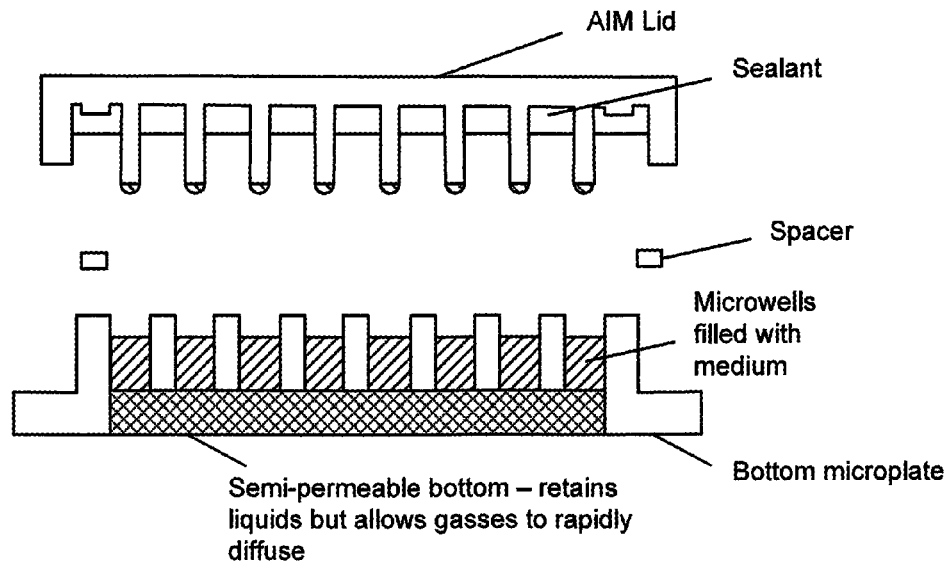 AIM Lid
Sealant
Spacer
Microwells
filled with
medium
Bottom microplate
Semi-permeable bottom – retains
liquids but allows gasses to rapidly
diffuse